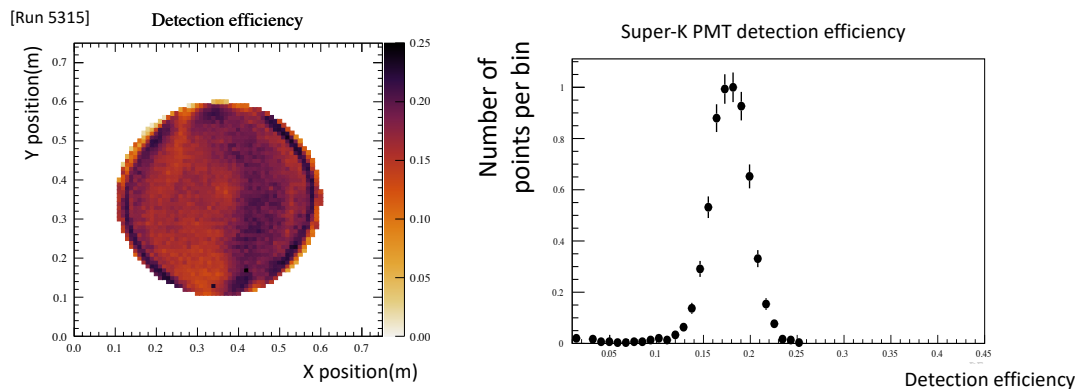 [Run 5315]
Detection efficiency
Y position(m)
0.7
0.6
0.5
0.4
0.3
0.2
0.1
0.0
0.0 0.1 0.2 0.3 0.4 0.5 0.6 0.7
X position(m)
0.25
0.20
0.15
0.10
0.05
0.00
Super-K PMT detection efficiency
Number of
points per bin
1
0.8
0.6
0.4
0.2
0
0.05 0.1 0.15 0.2 0.25 0.3 0.35 0.4 0.45
Detection efficiency